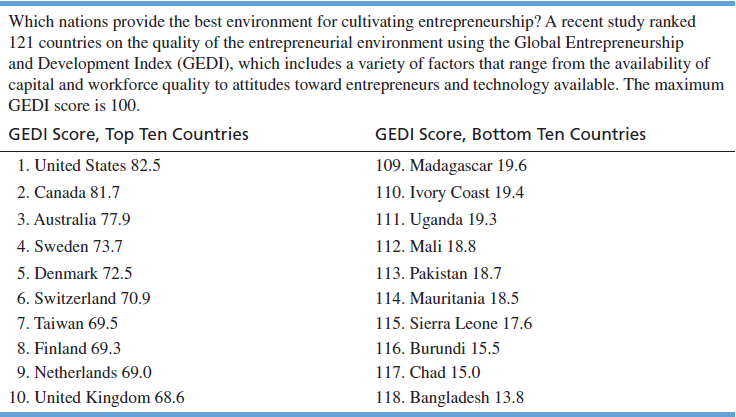 Which nations provide the best environment for cultivating entrepreneurship? A recent study ranked
121 countries on the quality of the entrepreneurial environment using the Global Entrepreneurship
and Development Index (GEDI), which includes a variety of factors that range from the availability of
capital and workforce quality to attitudes toward entrepreneurs and technology available. The maximum
GEDI score is 100.
GEDI Score, Top Ten Countries
1. United States 82.5
2. Canada 81.7
3. Australia 77.9
4. Sweden 73.7
5. Denmark 72.5
6. Switzerland 70.9
7. Taiwan 69.5
8. Finland 69.3
9. Netherlands 69.0
10. United Kingdom 68.6
GEDI Score, Bottom Ten Countries
109. Madagascar 19.6
110. Ivory Coast 19.4
111. Uganda 19.3
112. Mali 18.8
113. Pakistan 18.7
114. Mauritania 18.5
115. Sierra Leone 17.6
116. Burundi 15.5
117. Chad 15.0
118. Bangladesh 13.8